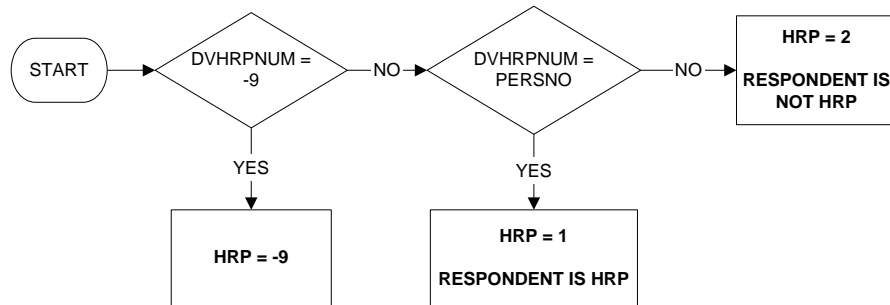 START
DVHRPNUM =
-9
NO
DVHRPNUM =
PERSNO
NO
HRP = 2
RESPONDENT IS
NOT HRP
YES
YES
HRP = -9
HRP = 1
RESPONDENT IS HRP